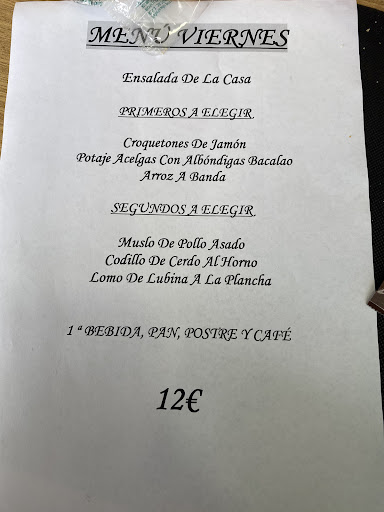 MENÚ VIERNES
Ensalada De La Casa
PRIMEROS A ELEGIR
Croquetones De Jamón
Potaje Acelgas Con Albóndigas Bacalao
Arroz A Banda
SEGUNDOS A ELEGIR
Muslo De Pollo Asado
Codillo De Cerdo Al Horno
Lomo De Lubina A La Plancha
1ª BEBIDA, PAN, POSTRE Y CAFÉ
12€